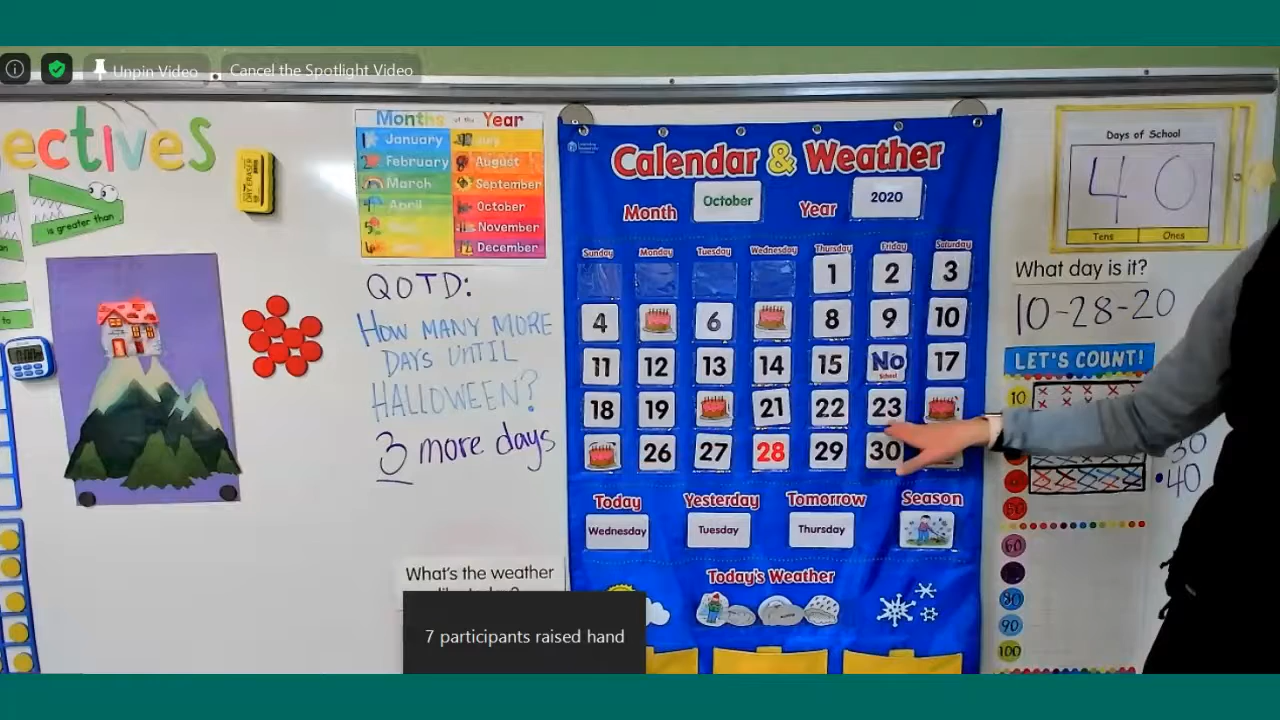 Unpin Video
Cancel the Spotlight Video
ectives
is greater than
to
DRY ERASER
Months of the Year
January
July
February
August
March
September
April
October
November
December
QOTD:
HOW MANY MORE
DAYS UNTIL
HALLOWEEN?
3 more days
What's the weather
7 participants raised hand
Calendar & Weather
Month October Year 2020
Sunday Monday Tuesday Wednesday Thursday Friday Saturday
1 2 3
4 6 8 9 10
11 12 13 14 15 No School 17
18 19 21 22 23
26 27 28 29 30
Today Yesterday Tomorrow Season
Wednesday Tuesday Thursday
Today's Weather
Days of School
40
Tens Ones
What day is it?
10-28-20
LET'S COUNT!
10
30
40
60
80
90
100